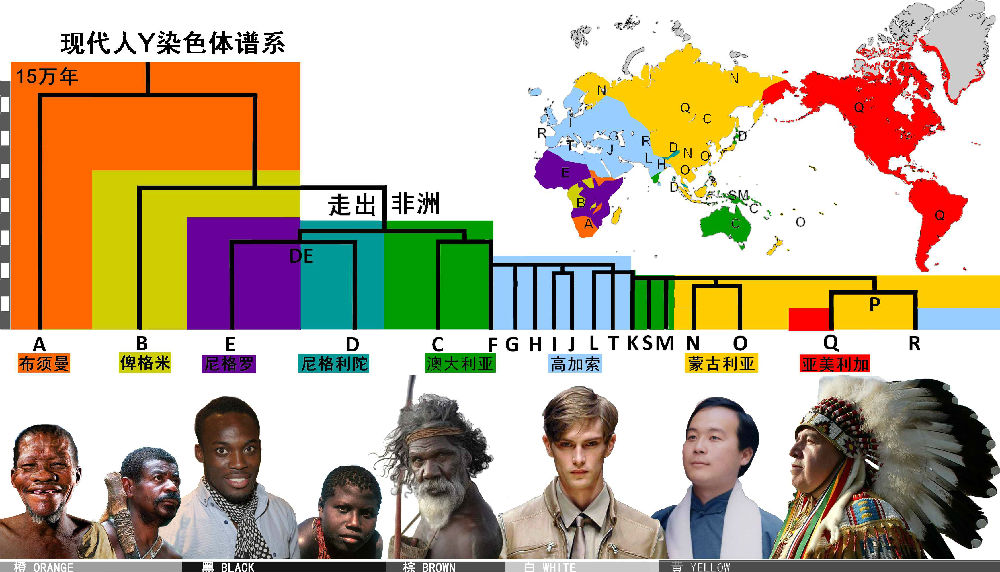 现代人Y染色体谱系
15万年
走出 非洲
DE
P
A B E D C F G H I J L T K S M N O Q R
布须曼 俾格米 尼格罗 尼格利陀 澳大利亚 高加索 蒙古利亚 亚美利加
N
N
Q
C
R
I
G
R
D
T
J
L
H
D
N
O
E
O
D
B
SM
C
A
C
O
Q
Q
橙 ORANGE 黑 BLACK 棕 BROWN 白 WHITE 黄 YELLOW